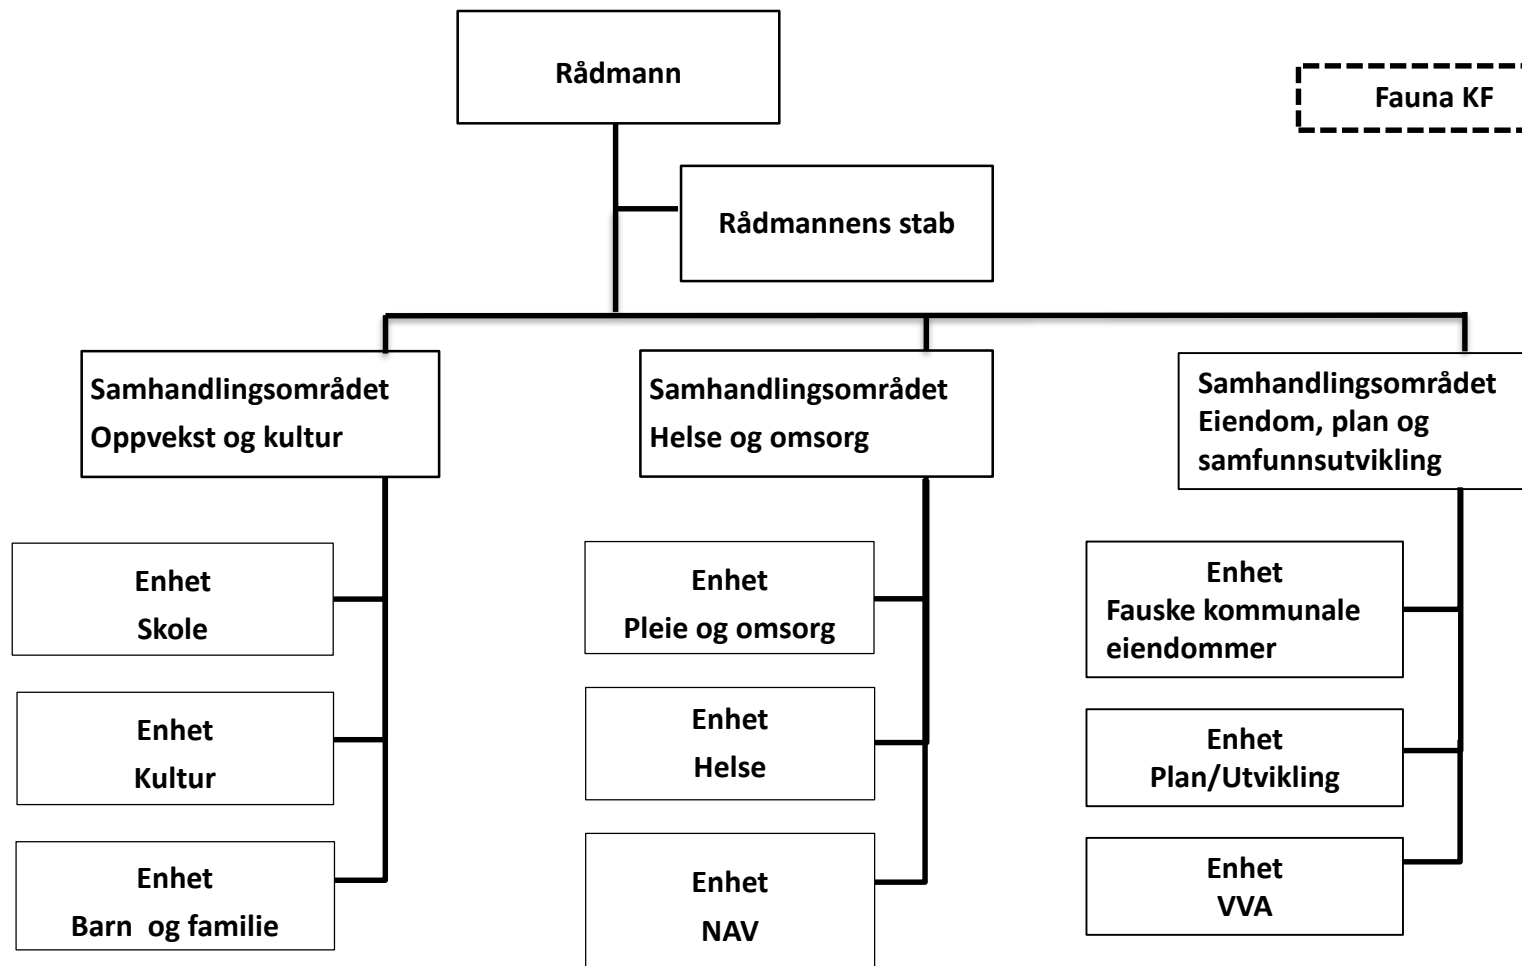 Rådmann
Fauna KF
Rådmannens stab
Samhandlingsområdet
Oppvekst og kultur
Samhandlingsområdet
Helse og omsorg
Samhandlingsområdet
Eiendom, plan og
samfunnsutvikling
Enhet
Skole
Enhet
Pleie og omsorg
Enhet
Fauske kommunale
eiendommer
Enhet
Kultur
Enhet
Helse
Enhet
Plan/Utvikling
Enhet
Barn  og familie
Enhet
NAV
Enhet
VVA